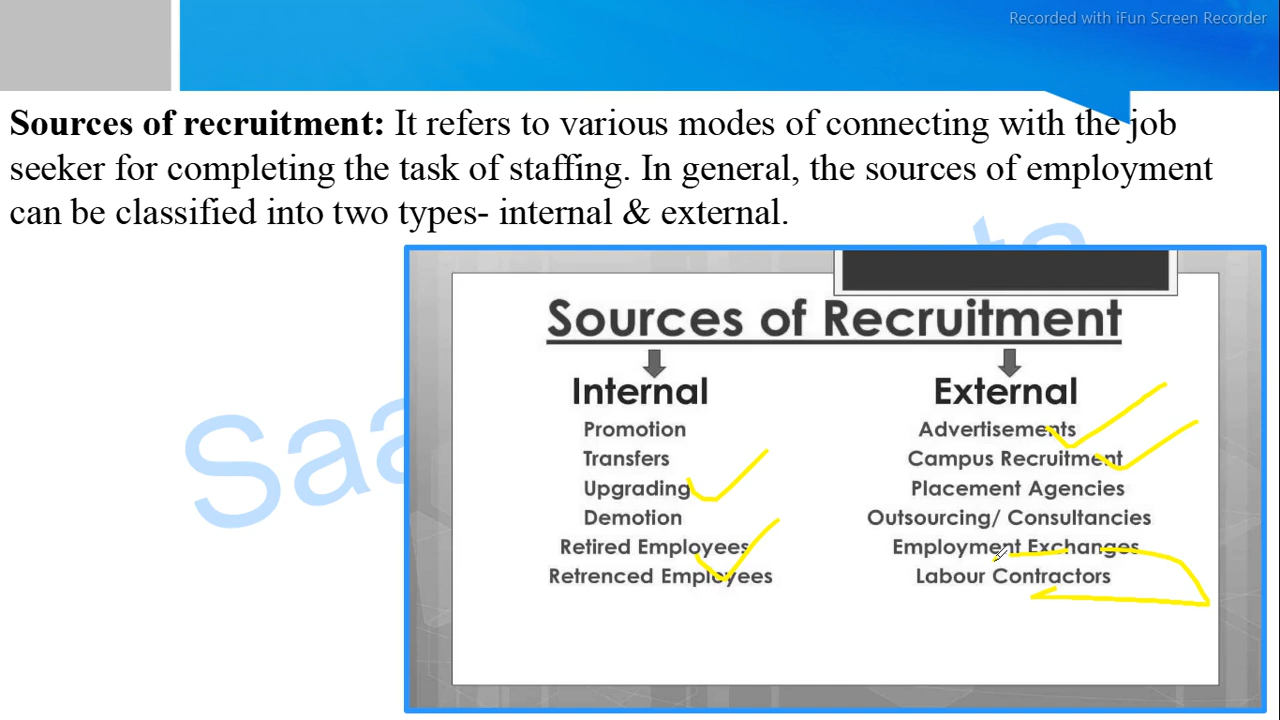 Recorded with iFun Screen Recorder
Sources of recruitment: It refers to various modes of connecting with the job
seeker for completing the task of staffing. In general, the sources of employment
can be classified into two types- internal & external.
Sources of Recruitment
Internal
Promotion
Transfers
Upgrading
Demotion
Retired Employees
Retrenced Employees
External
Advertisements
Campus Recruitment
Placement Agencies
Outsourcing/ Consultancies
Employment Exchanges
Labour Contractors